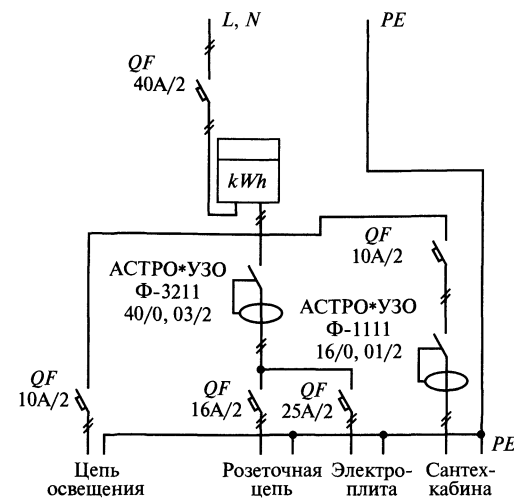 L, N
PE
QF
40А/2
kWh
QF
10А/2
АСТРО*УЗО
Ф-3211
40/0, 03/2
АСТРО*УЗО
Ф-1111
16/0, 01/2
QF
10А/2
QF
16А/2
QF
25А/2
PE
Цепь
освещения
Розеточная
цепь
Электро-
плита
Сантех-
кабина